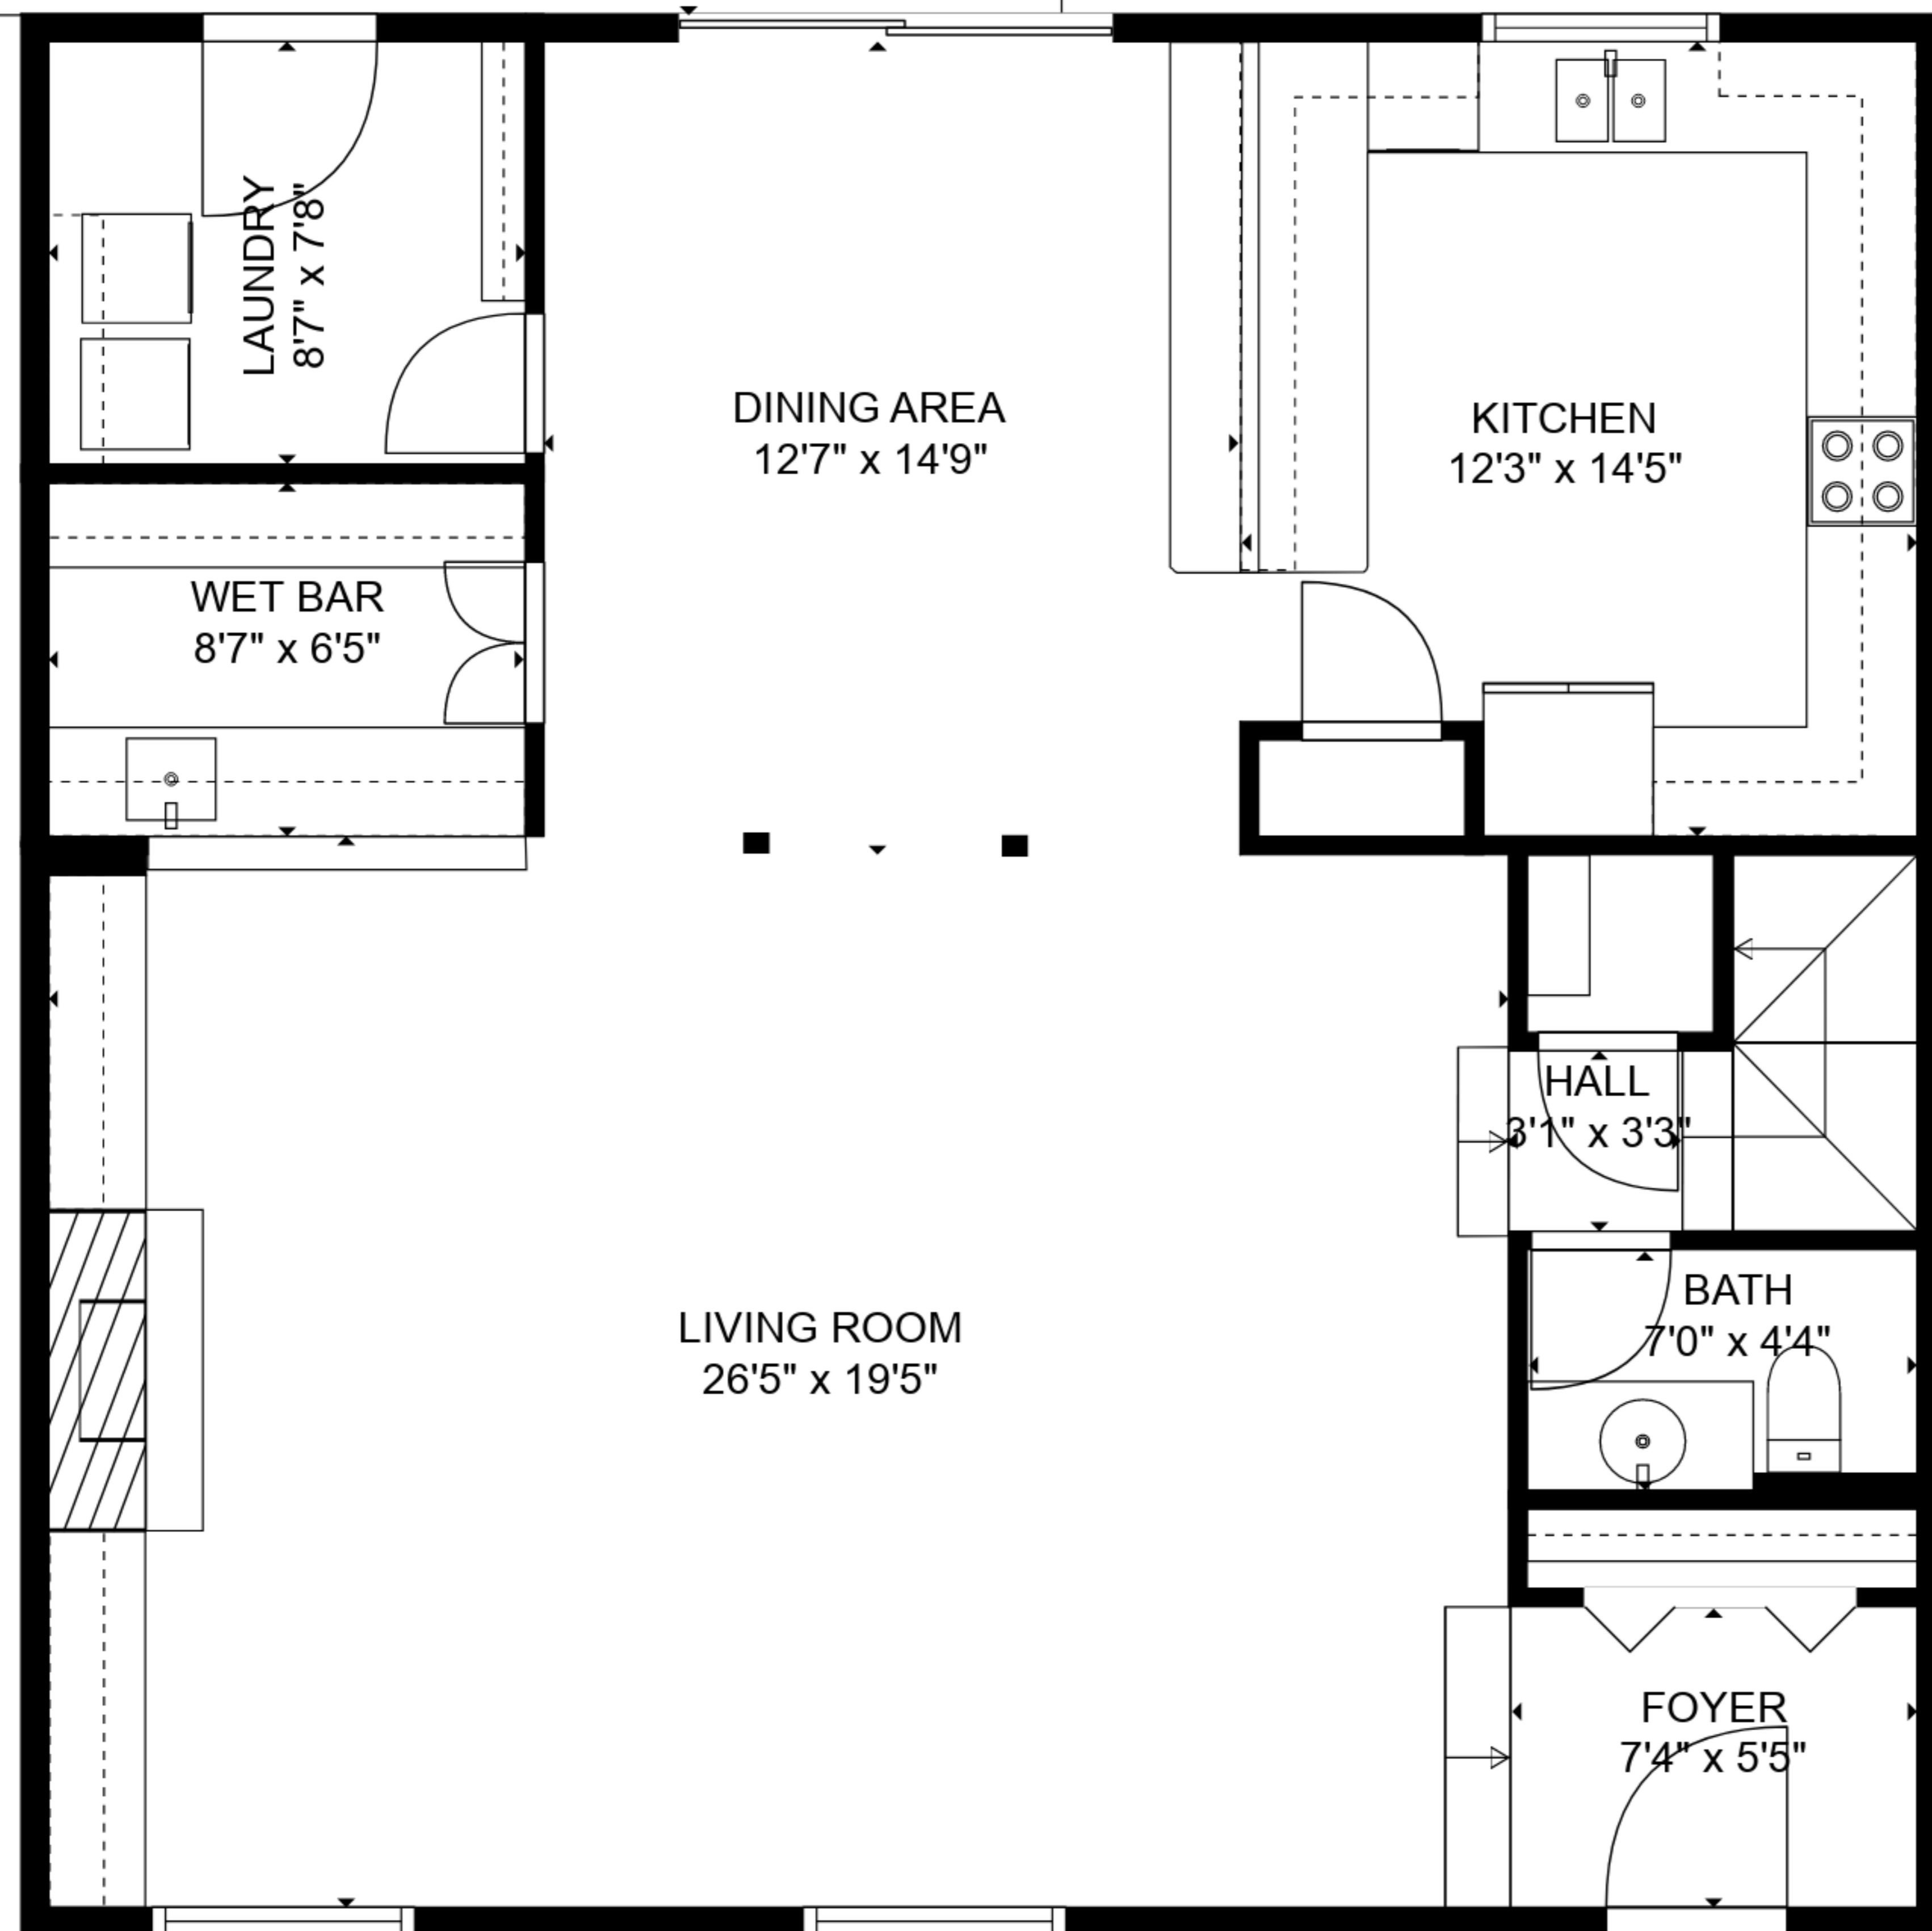 LAUNDRY
8'7" x 7'8"
DINING AREA
12'7" x 14'9"
KITCHEN
12'3" x 14'5"
WET BAR
8'7" x 6'5"
HALL
3'1" x 3'3"
BATH
7'0" x 4'4"
LIVING ROOM
26'5" x 19'5"
FOYER
7'4" x 5'5"